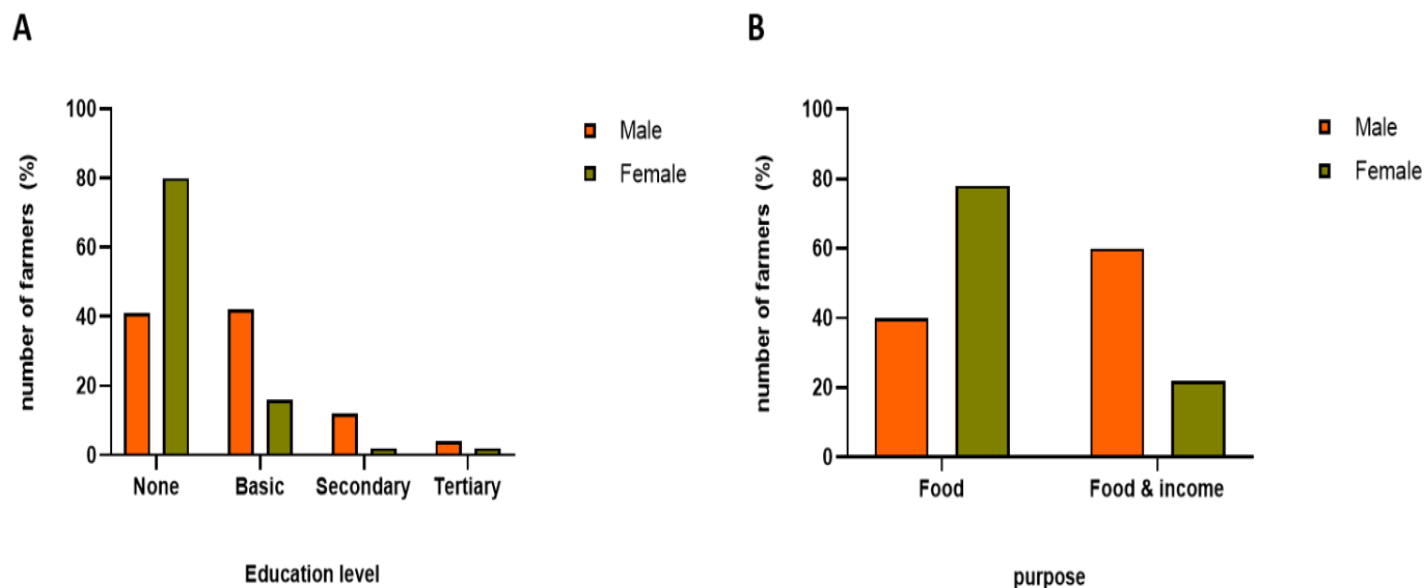 A
number of farmers (%)
100
80
60
40
20
0
None Basic Secondary Tertiary
Education level
Male
Female
B
number of farmers (%)
100
80
60
40
20
0
Food Food & income
purpose
Male
Female